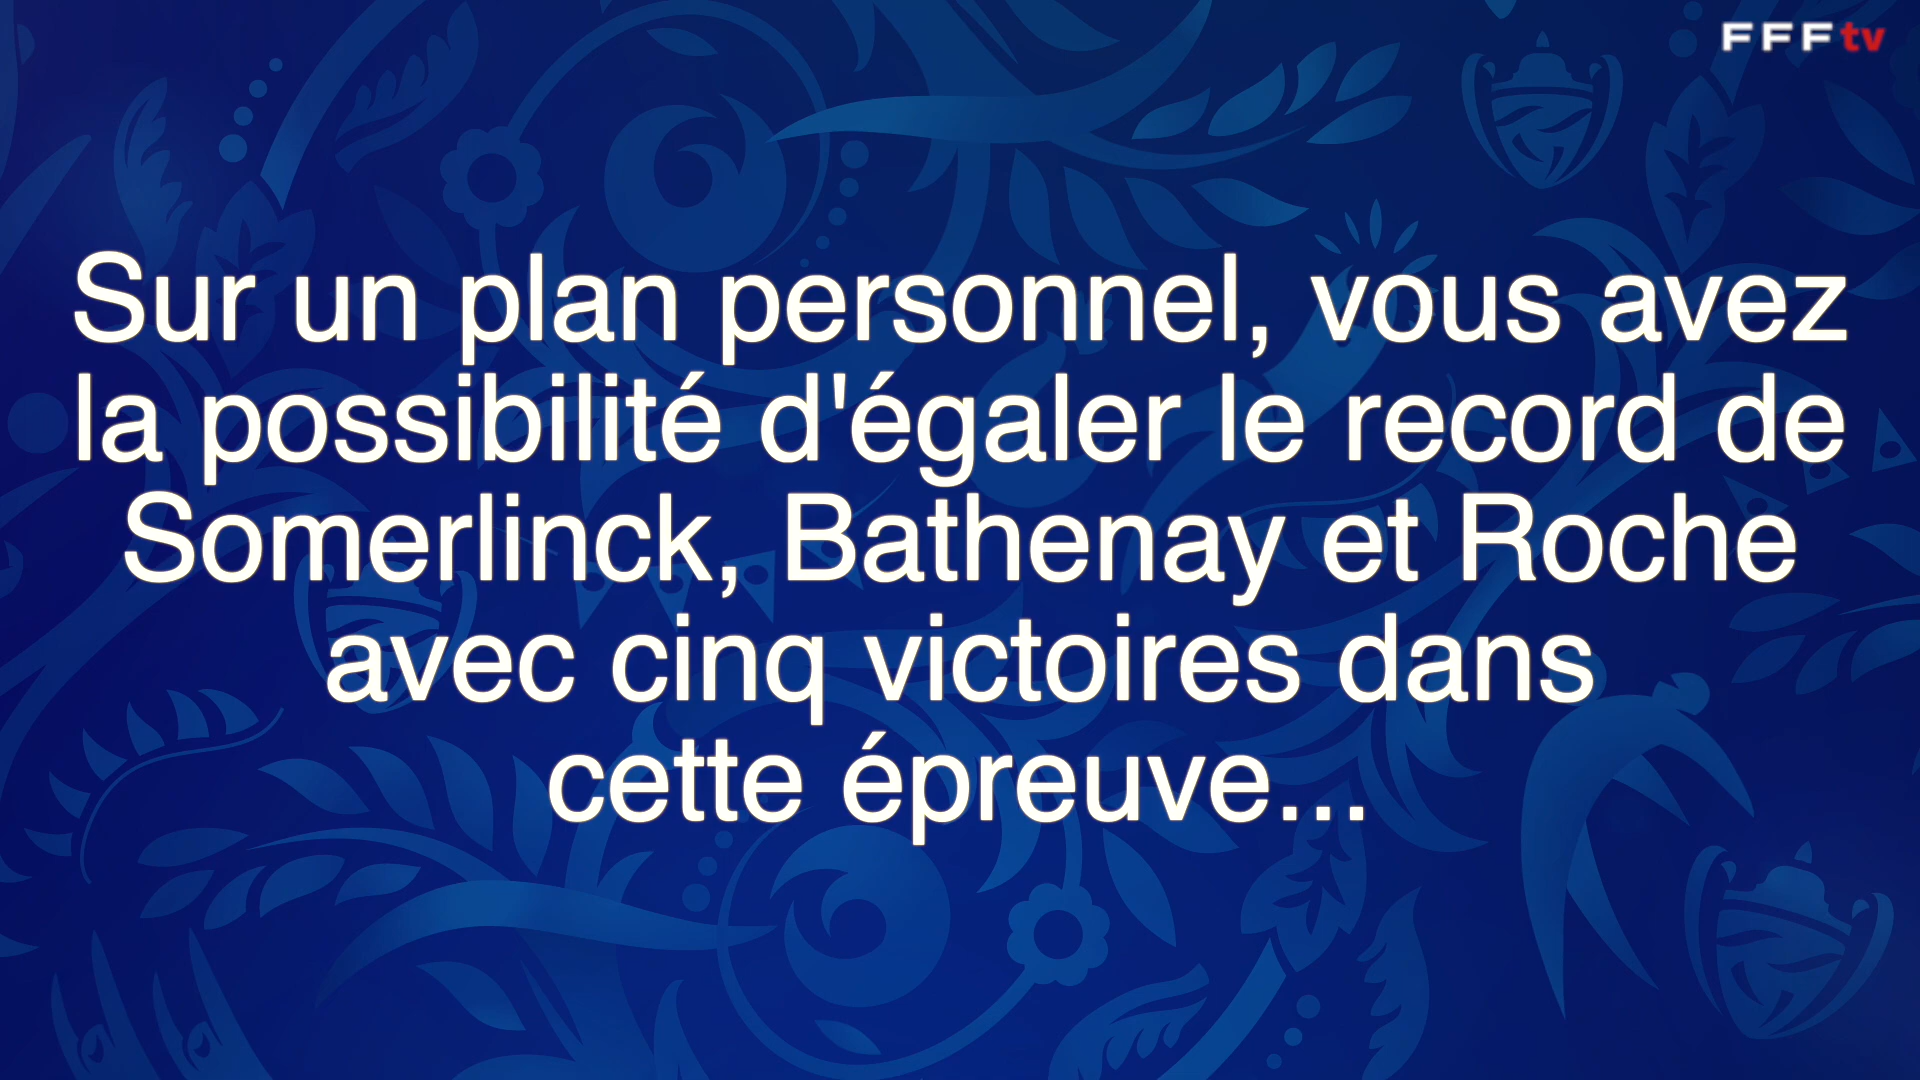 FFFtv
Sur un plan personnel, vous avez
la possibilité d'égaler le record de
Somerlinck, Bathenay et Roche
avec cinq victoires dans
cette épreuve...